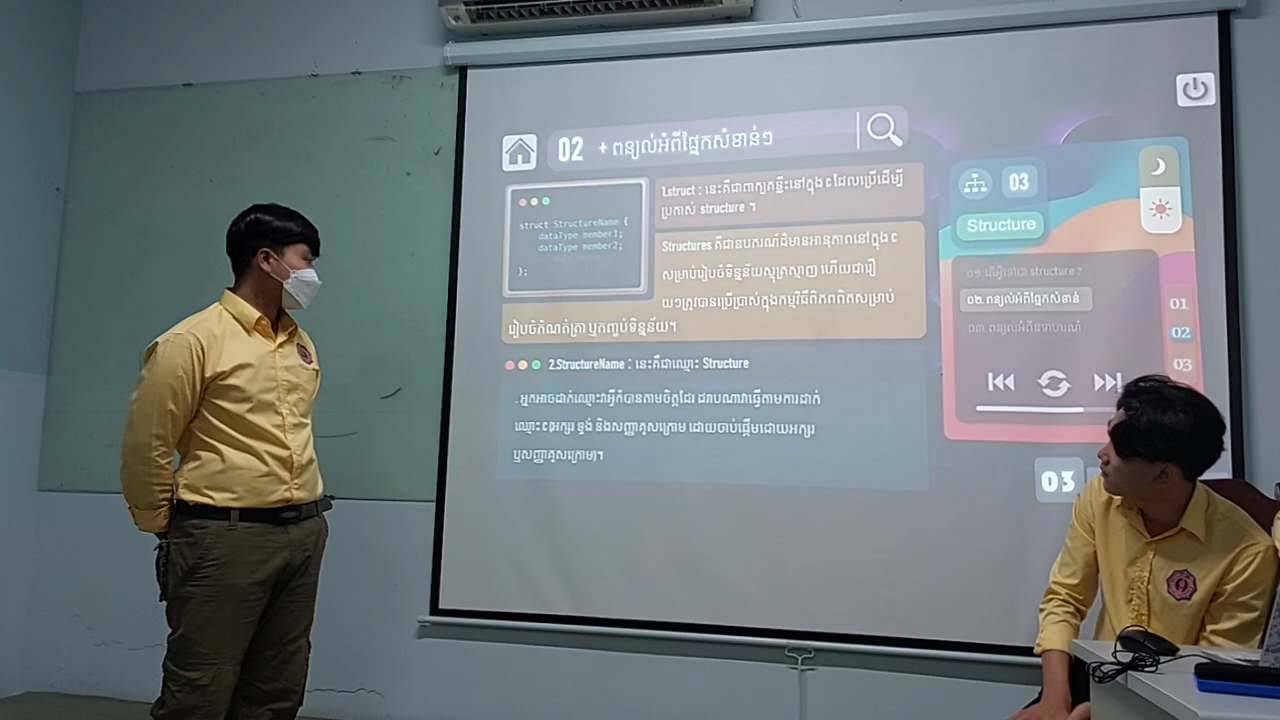 02 + ពន្យល់អំពីផ្នែកសំខាន់ៗ
struct StructureName {
dataType member1;
dataType member2;
};
1.struct : នេះគឺជាពាក្យគន្លឹះនៅក្នុង C ដែលប្រើដើម្បី
ប្រកាស structure ។
Structures គឺជាឧបករណ៍ដ៏មានអានុភាពនៅក្នុង C
សម្រាប់រៀបចំទិន្នន័យស្មុគ្រស្មាញ ហើយជារឿ
យៗត្រូវបានប្រើប្រាស់ក្នុងកម្មវិធីពិភពពិតសម្រាប់
រៀបចំកំណត់ត្រា ឬកញ្ចប់ទិន្នន័យ។
2.StructureName : នេះគឺជាឈ្មោះ Structure
. អ្នកអាចដាក់ឈ្មោះវាអ្វីក៏បានតាមចិត្តដែរ ដរាបណាវាធ្វើតាមការដាក់
ឈ្មោះ C (អក្សរ ខ្ទង់ និងសញ្ញាគូសក្រោម ដោយចាប់ផ្តើមដោយអក្សរ
ឬសញ្ញាគូសក្រោម)។
03
Structure
០១.តើអ្វីទៅជា structure ?
០២.ពន្យល់អំពីផ្នែកសំខាន់
០៣.ពន្យល់អំពីឧទាហរណ៍
01
02
03
03